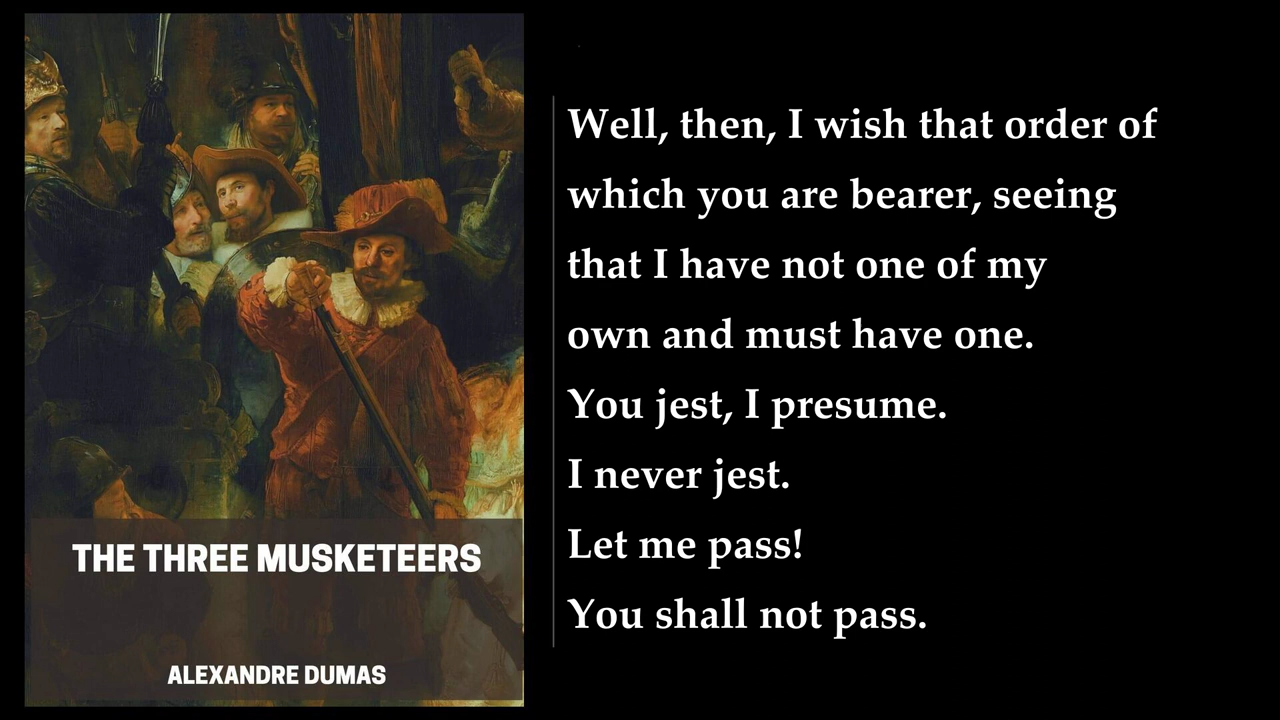 THE THREE MUSKETEERS
ALEXANDRE DUMAS
Well, then, I wish that order of
which you are bearer, seeing
that I have not one of my
own and must have one.
You jest, I presume.
I never jest.
Let me pass!
You shall not pass.